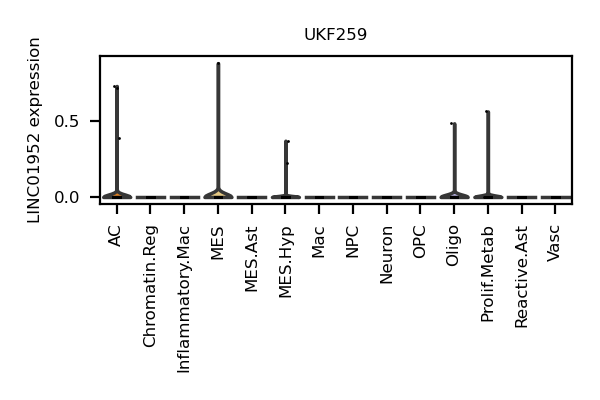 UKF259
LINC01952 expression
0.5
0.0
AC
Chromatin.Reg
Inflammatory.Mac
MES
MES.Ast
MES.Hyp
Mac
NPC
Neuron
OPC
Oligo
Prolif.Metab
Reactive.Ast
Vasc